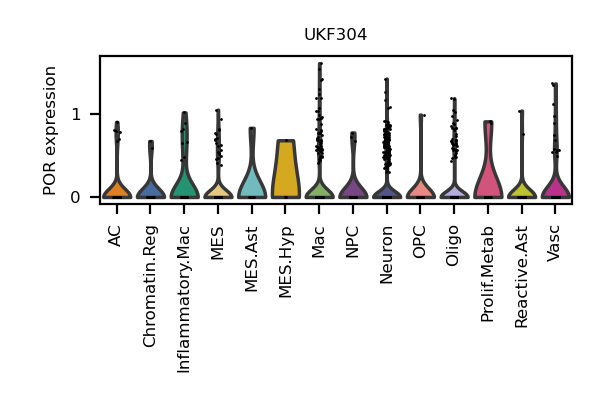 UKF304
POR expression
1
0
AC
Chromatin.Reg
Inflammatory.Mac
MES
MES.Ast
MES.Hyp
Mac
NPC
Neuron
OPC
Oligo
Prolif.Metab
Reactive.Ast
Vasc